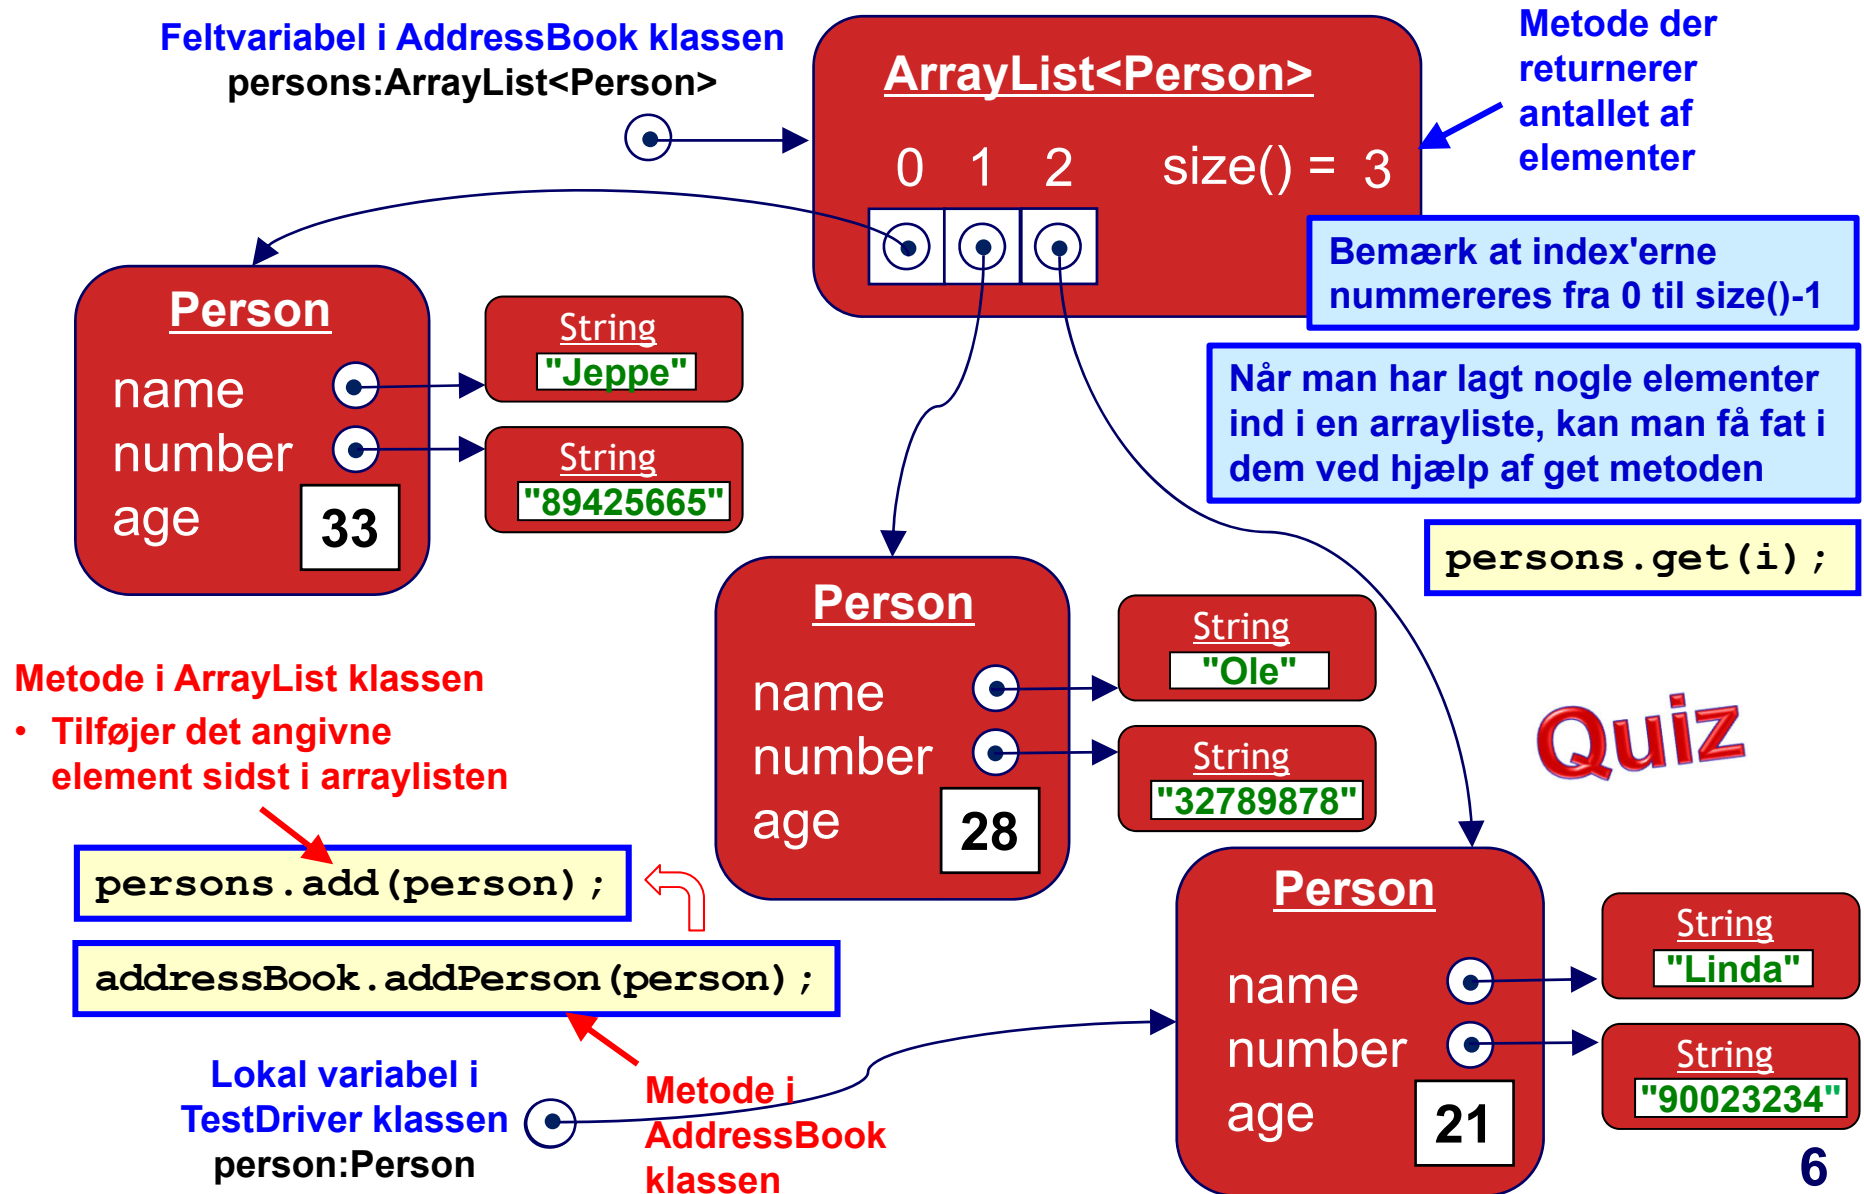 Feltvariabel i AddressBook klassen
persons:ArrayList<Person>
ArrayList<Person>
0 1 2 size() = 3
Metode der
returnerer
antallet af
elementer
Bemærk at index'erne
nummereres fra 0 til size()-1
Når man har lagt nogle elementer
ind i en arrayliste, kan man få fat i
dem ved hjælp af get metoden
persons.get(i);
Person
name
number
age
33
String
"Jeppe"
String
"89425665"
Person
name
number
age
28
String
"Ole"
String
"32789878"
Quiz
Metode i ArrayList klassen
• Tilføjer det angivne
element sidst i arraylisten
persons.add(person);
addressBook.addPerson(person);
Lokal variabel i
TestDriver klassen
person:Person
Metode i
AddressBook
klassen
Person
name
number
age
21
String
"Linda"
String
"90023234"
6